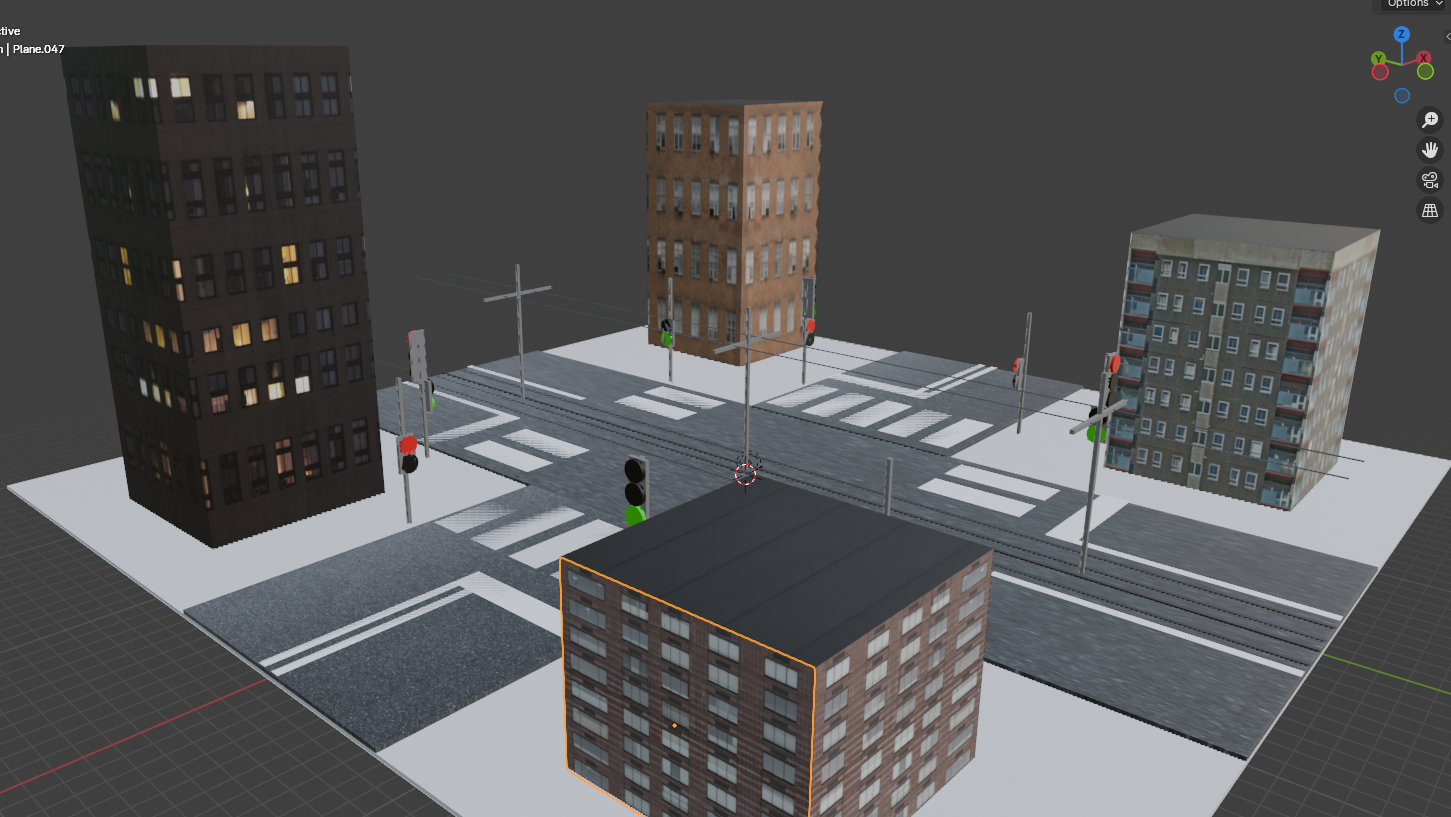 Options
ctive
n | Plane.047
Z
Y
X